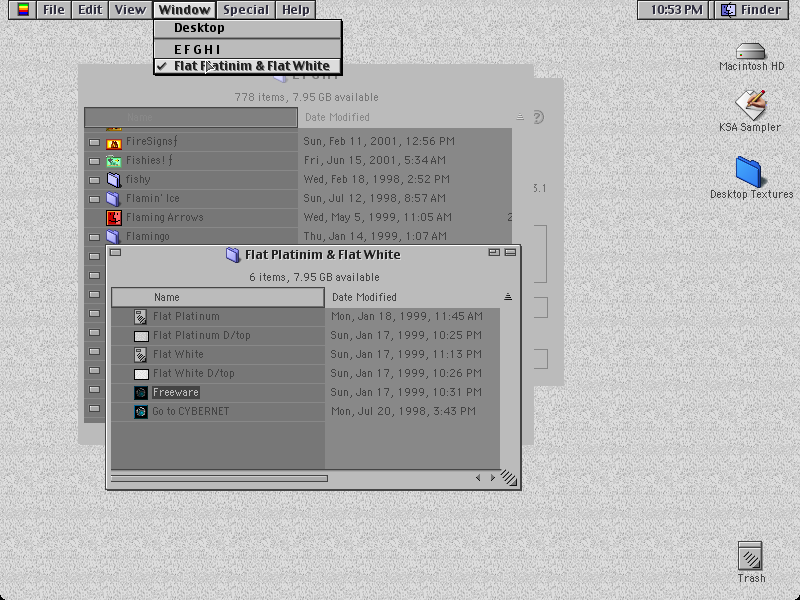 File Edit View Window Special Help 10:53 PM Finder
Desktop
E F G H I
Flat Platinim & Flat White
Macintosh HD
KSA Sampler
Desktop Textures
778 items, 7.95 GB available
Name Date Modified
FireSigns ƒ Sun, Feb 11, 2001, 12:56 PM
Fishies! ƒ Fri, Jun 15, 2001, 5:34 AM
fishy Wed, Feb 18, 1998, 2:52 PM
Flamin' Ice Sun, Jul 12, 1998, 8:57 AM
Flaming Arrows Wed, May 5, 1999, 11:05 AM 2
Flamingo Thu, Jan 14, 1999, 1:07 AM
5.1
Flat Platinim & Flat White
6 items, 7.95 GB available
Name Date Modified
Flat Platinum Mon, Jan 18, 1999, 11:45 AM
Flat Platinum D/top Sun, Jan 17, 1999, 10:25 PM
Flat White Sun, Jan 17, 1999, 11:13 PM
Flat White D/top Sun, Jan 17, 1999, 10:26 PM
Freeware Sun, Jan 17, 1999, 10:31 PM
Go to CYBERNET Mon, Jul 20, 1998, 3:43 PM
Trash